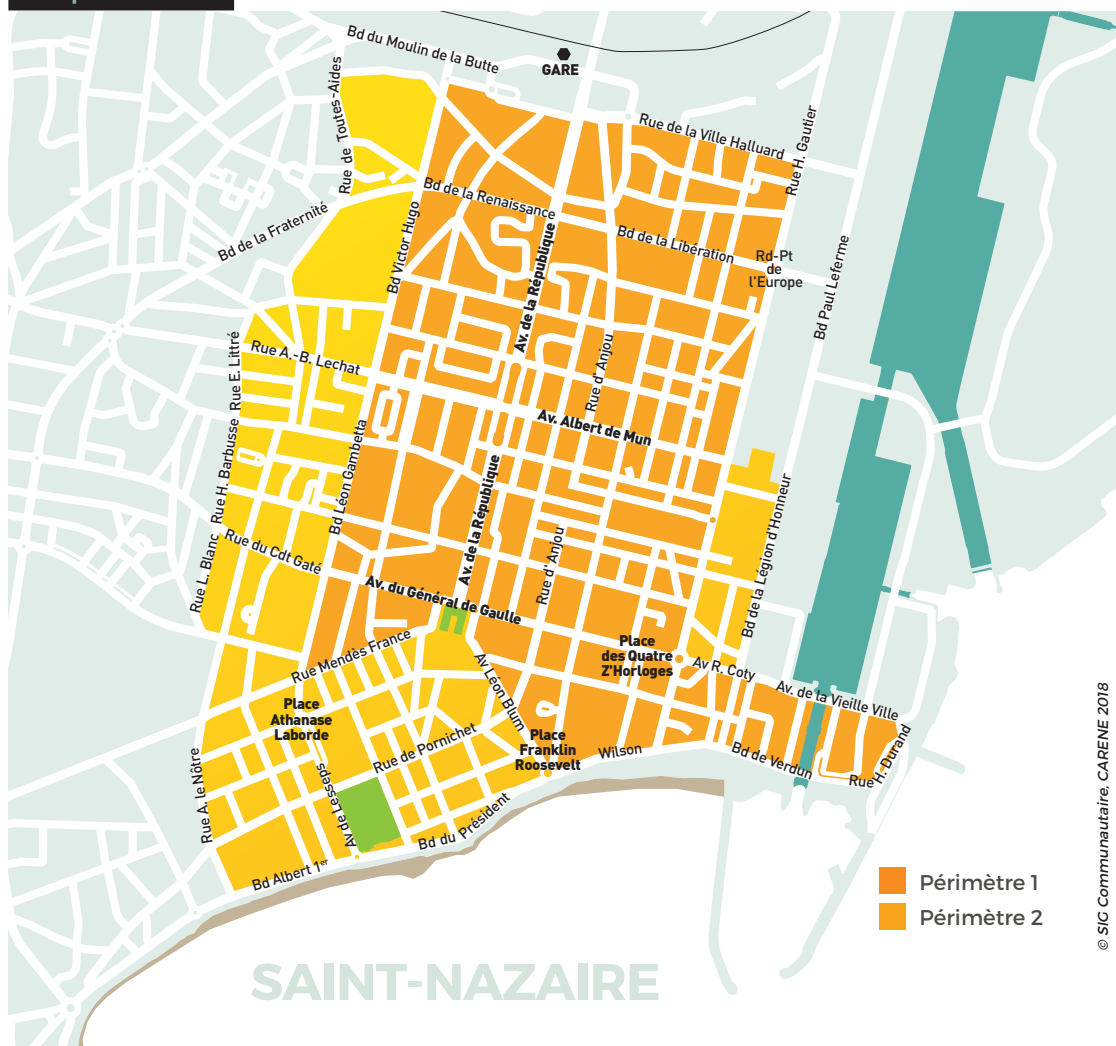 Bd du Moulin de la Butte
GARE
Rue de Toutes-Aides
Rue de la Ville Halluard
Rue H. Gautier
Bd de la Renaissance
Bd de la Fraternité
Bd Victor Hugo
Av. de la République
Bd de la Libération
Rd-Pt
de
l'Europe
Bd Paul Leferme
Rue E. Littré
Rue A.-B. Lechat
Rue d'Anjou
Av. Albert de Mun
Rue H. Barbusse
Bd Léon Gambetta
Av. de la République
Bd de la Légion d'Honneur
Rue L. Blanc
Rue du Cdt Gaté
Rue d'Anjou
Av. du Général de Gaulle
Rue Mendès France
Place
des Quatre
Z'Horloges
Av R. Coty
Av. de la Vieille Ville
Av Léon Blum
Place
Athanase
Laborde
Rue de Pornichet
Place
Franklin
Roosevelt
Wilson
Bd de Verdun
Rue H. Durand
Rue A. le Nôtre
Av de Lesseps
Bd du Président
Bd Albert 1er
Périmètre 1
Périmètre 2
SAINT-NAZAIRE
© SIG Communautaire, CARENE 2018